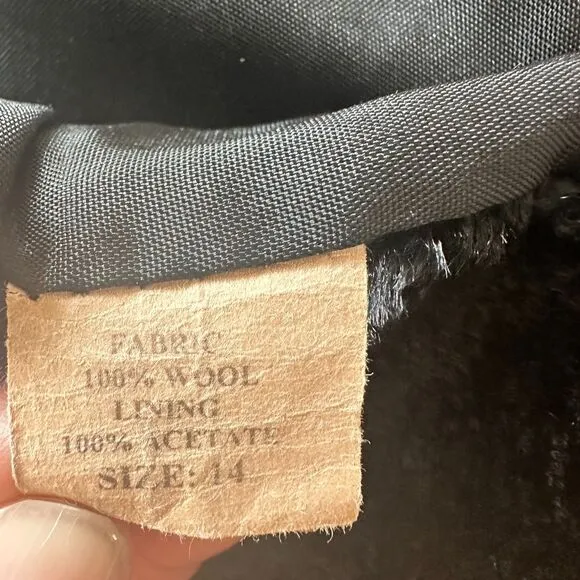 FABRIC
100% WOOL
LINING
100% ACETATE
SIZE: 14